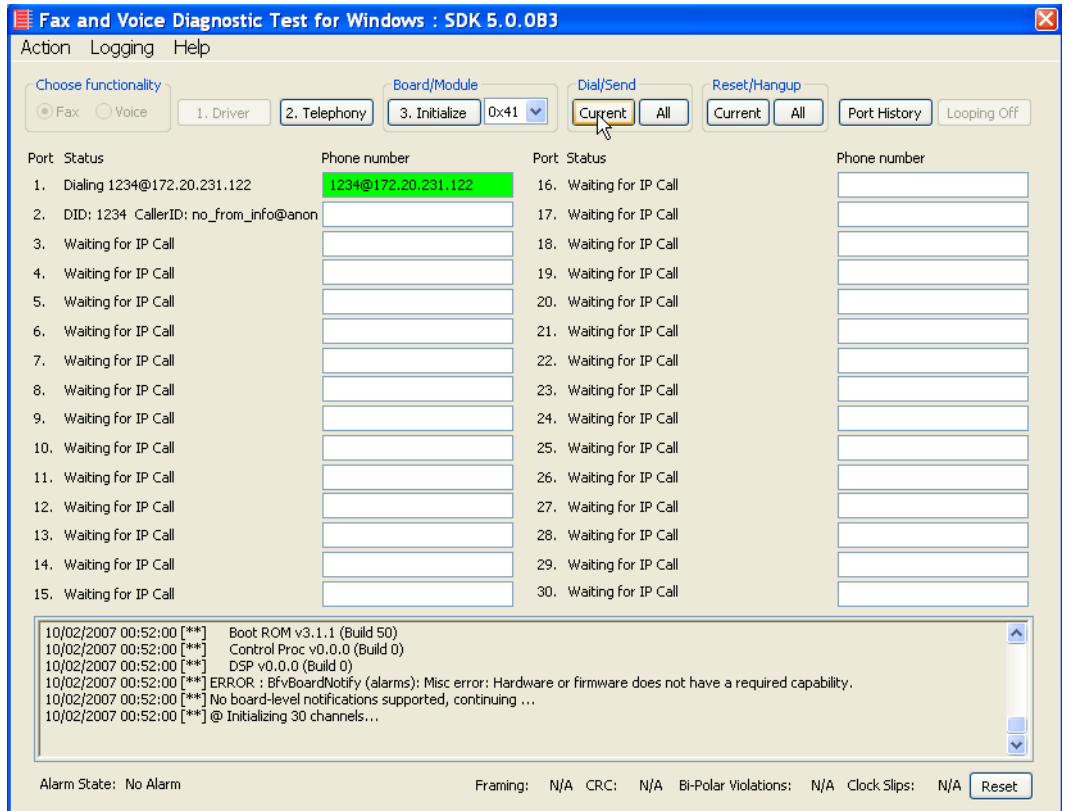 Fax and Voice Diagnostic Test for Windows : SDK 5.0.0B3
Action Logging Help
Choose functionality Board/Module Dial/Send Reset/Hangup
Fax Voice 1. Driver 2. Telephony 3. Initialize 0x41 Current All Current All Port History Looping Off
Port Status Phone number Port Status Phone number
1. Dialing 1234@172.20.231.122 1234@172.20.231.122 16. Waiting for IP Call
2. DID: 1234 CallerID: no_from_info@anon 17. Waiting for IP Call
3. Waiting for IP Call 18. Waiting for IP Call
4. Waiting for IP Call 19. Waiting for IP Call
5. Waiting for IP Call 20. Waiting for IP Call
6. Waiting for IP Call 21. Waiting for IP Call
7. Waiting for IP Call 22. Waiting for IP Call
8. Waiting for IP Call 23. Waiting for IP Call
9. Waiting for IP Call 24. Waiting for IP Call
10. Waiting for IP Call 25. Waiting for IP Call
11. Waiting for IP Call 26. Waiting for IP Call
12. Waiting for IP Call 27. Waiting for IP Call
13. Waiting for IP Call 28. Waiting for IP Call
14. Waiting for IP Call 29. Waiting for IP Call
15. Waiting for IP Call 30. Waiting for IP Call
10/02/2007 00:52:00 [**] Boot ROM v3.1.1 (Build 50)
10/02/2007 00:52:00 [**] Control Proc v0.0.0 (Build 0)
10/02/2007 00:52:00 [**] DSP v0.0.0 (Build 0)
10/02/2007 00:52:00 [**] ERROR : BfvBoardNotify (alarms): Misc error: Hardware or firmware does not have a required capability.
10/02/2007 00:52:00 [**] No board-level notifications supported, continuing ...
10/02/2007 00:52:00 [**] @ Initializing 30 channels...
Alarm State: No Alarm Framing: N/A CRC: N/A Bi-Polar Violations: N/A Clock Slips: N/A Reset